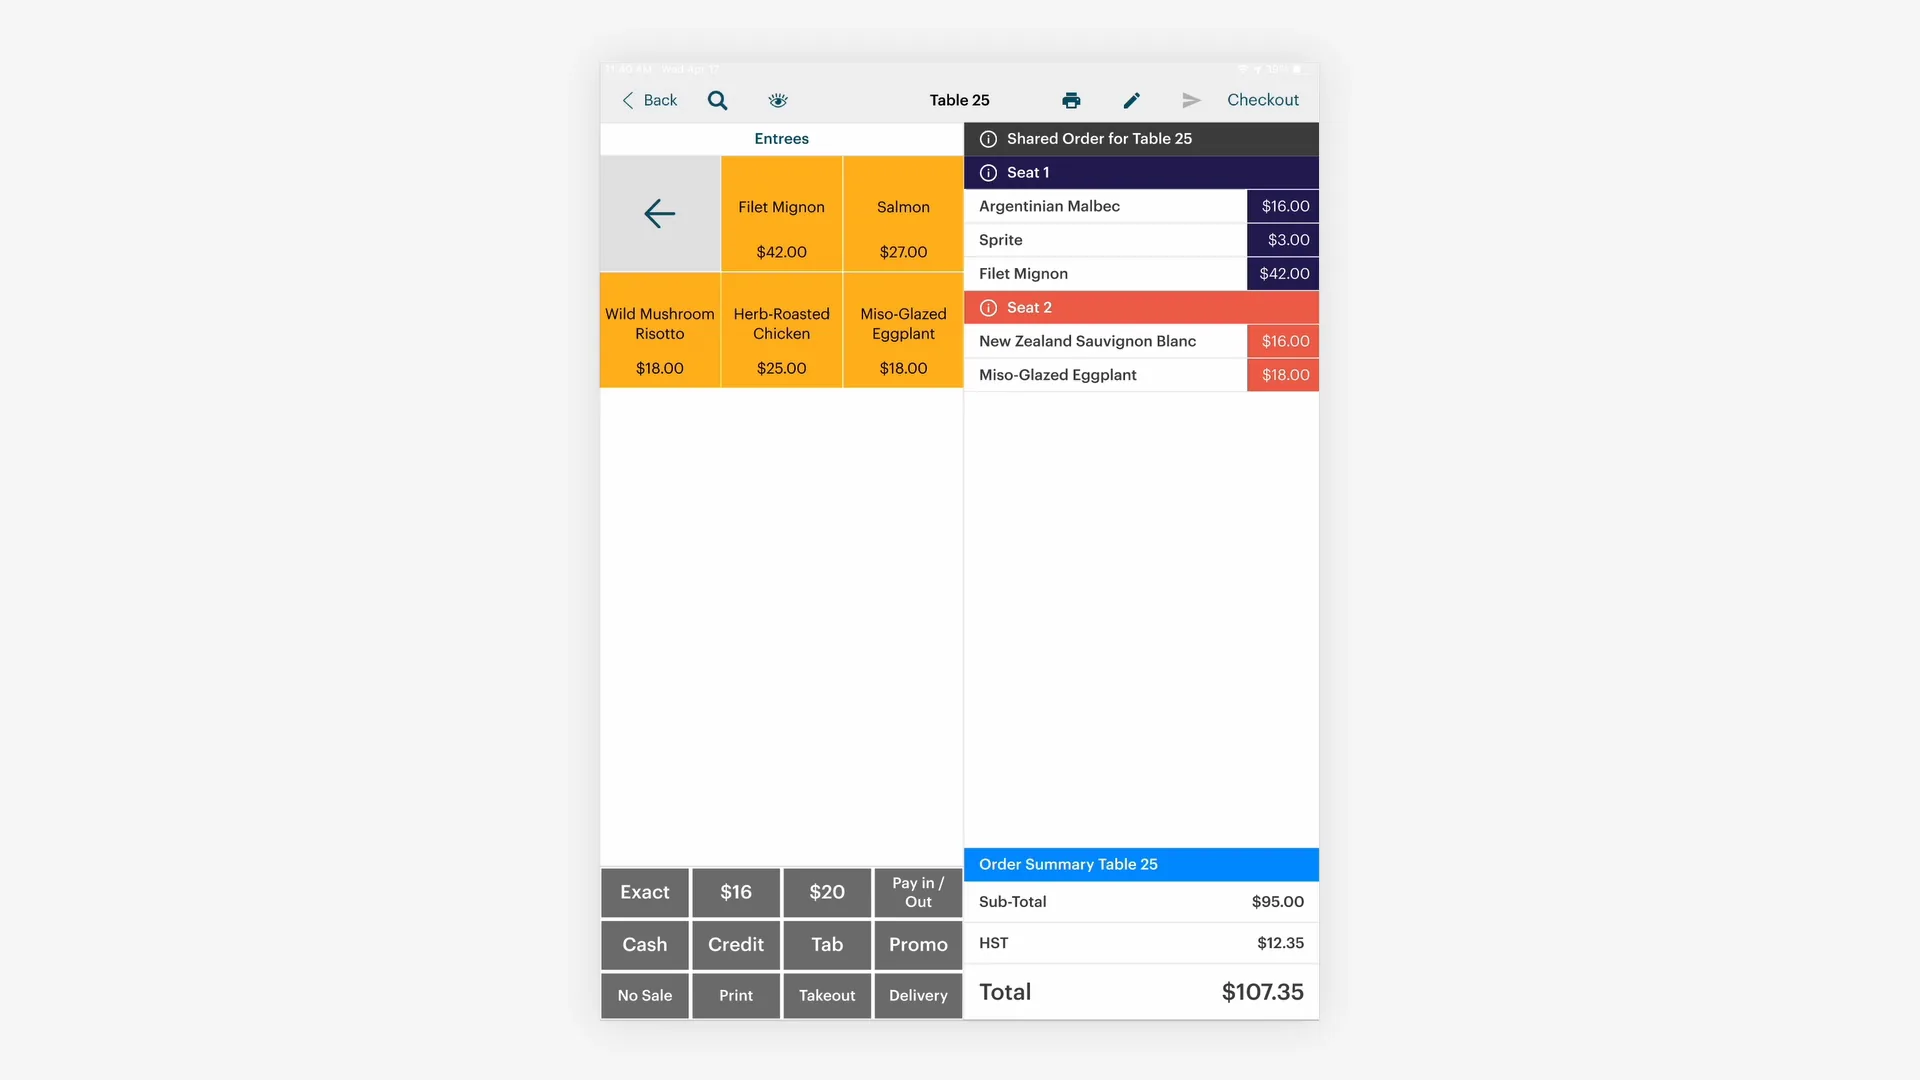 Back
Table 25
Checkout
Entrees
Filet Mignon
$42.00
Salmon
$27.00
Wild Mushroom
Risotto
$18.00
Herb-Roasted
Chicken
$25.00
Miso-Glazed
Eggplant
$18.00
Shared Order for Table 25
Seat 1
Argentinian Malbec $16.00
Sprite $3.00
Filet Mignon $42.00
Seat 2
New Zealand Sauvignon Blanc $16.00
Miso-Glazed Eggplant $18.00
Exact
$16
$20
Pay in /
Out
Cash
Credit
Tab
Promo
No Sale
Print
Takeout
Delivery
Order Summary Table 25
Sub-Total $95.00
HST $12.35
Total $107.35